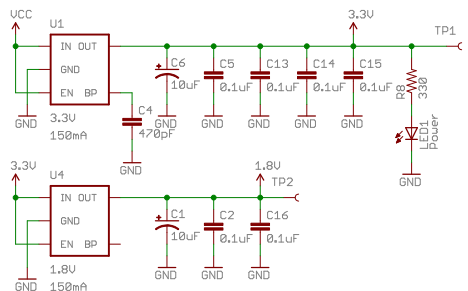 VCC
U1
3.3V
TP1
IN OUT
GND
EN BP
C6
10uF
C5
0.1uF
C13
0.1uF
C14
0.1uF
C15
0.1uF
R8
330
C4
470pF
LED1
power
GND
3.3V
150mA
GND
GND
GND
GND
GND
GND
GND
GND
3.3V
U4
1.8V
TP2
IN OUT
GND
EN BP
C1
10uF
C2
0.1uF
C16
0.1uF
GND
1.8V
150mA
GND
GND
GND